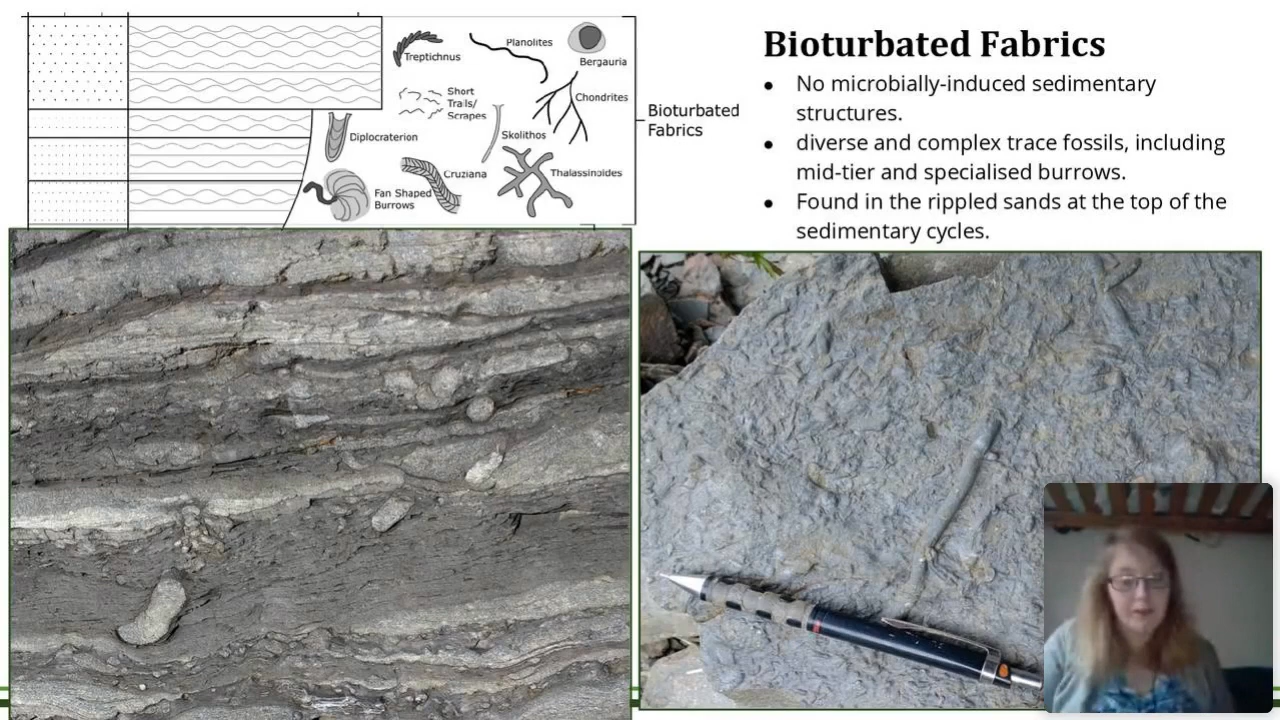 Bioturbated Fabrics
● No microbially-induced sedimentary
structures.
● diverse and complex trace fossils, including
mid-tier and specialised burrows.
● Found in the rippled sands at the top of the
sedimentary cycles.
Treptichnus
Planolites
Bergauria
Short
Trails/
Scrapes
Chondrites
Bioturbated
Fabrics
Diplocraterion
Skolithos
Cruziana
Thalassinoides
Fan Shaped
Burrows